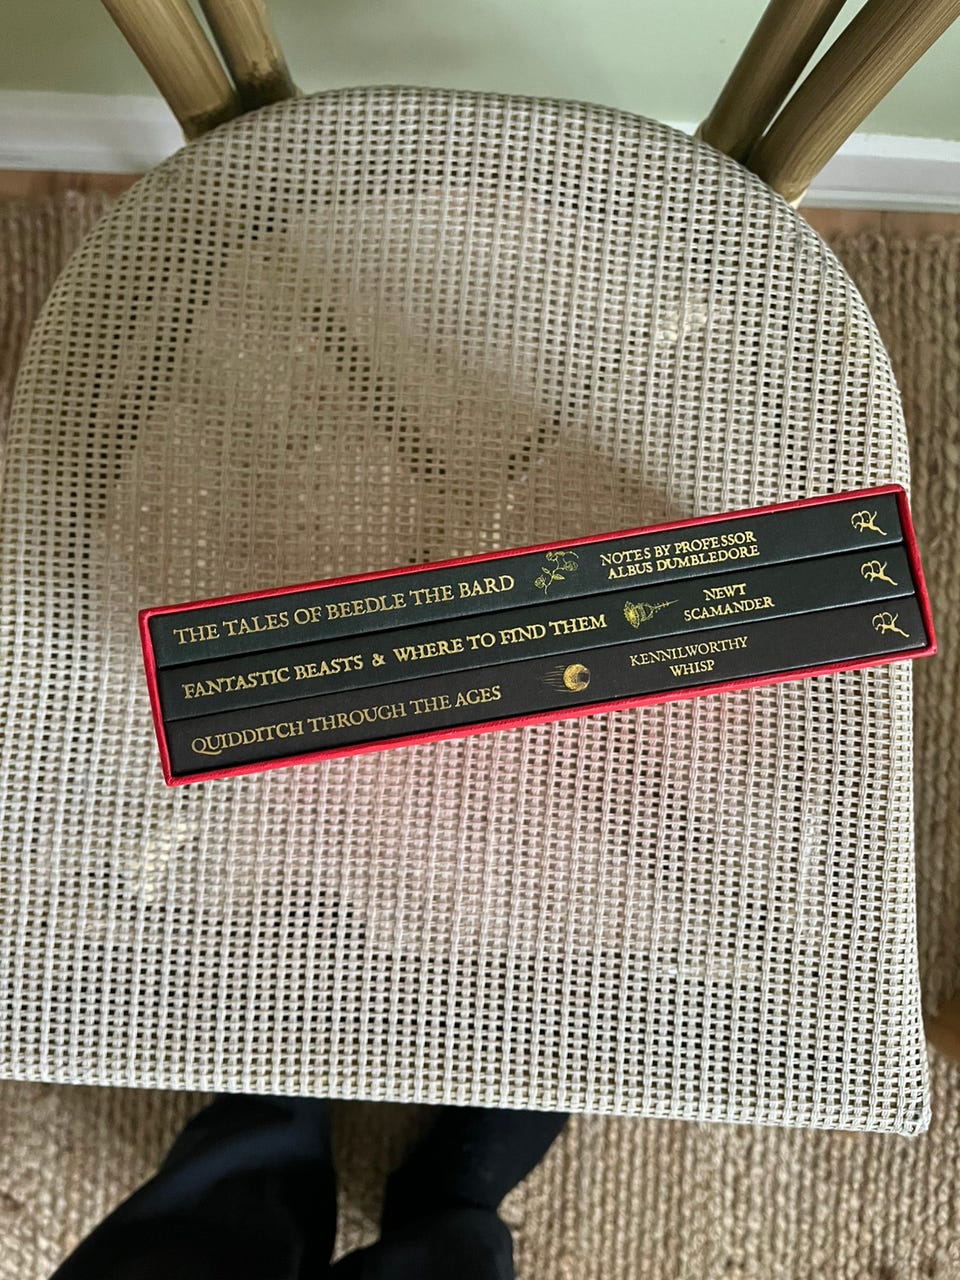 THE TALES OF BEEDLE THE BARD
NOTES BY PROFESSOR
ALBUS DUMBLEDORE
FANTASTIC BEASTS & WHERE TO FIND THEM
NEWT
SCAMANDER
QUIDDITCH THROUGH THE AGES
KENNILWORTHY
WHISP